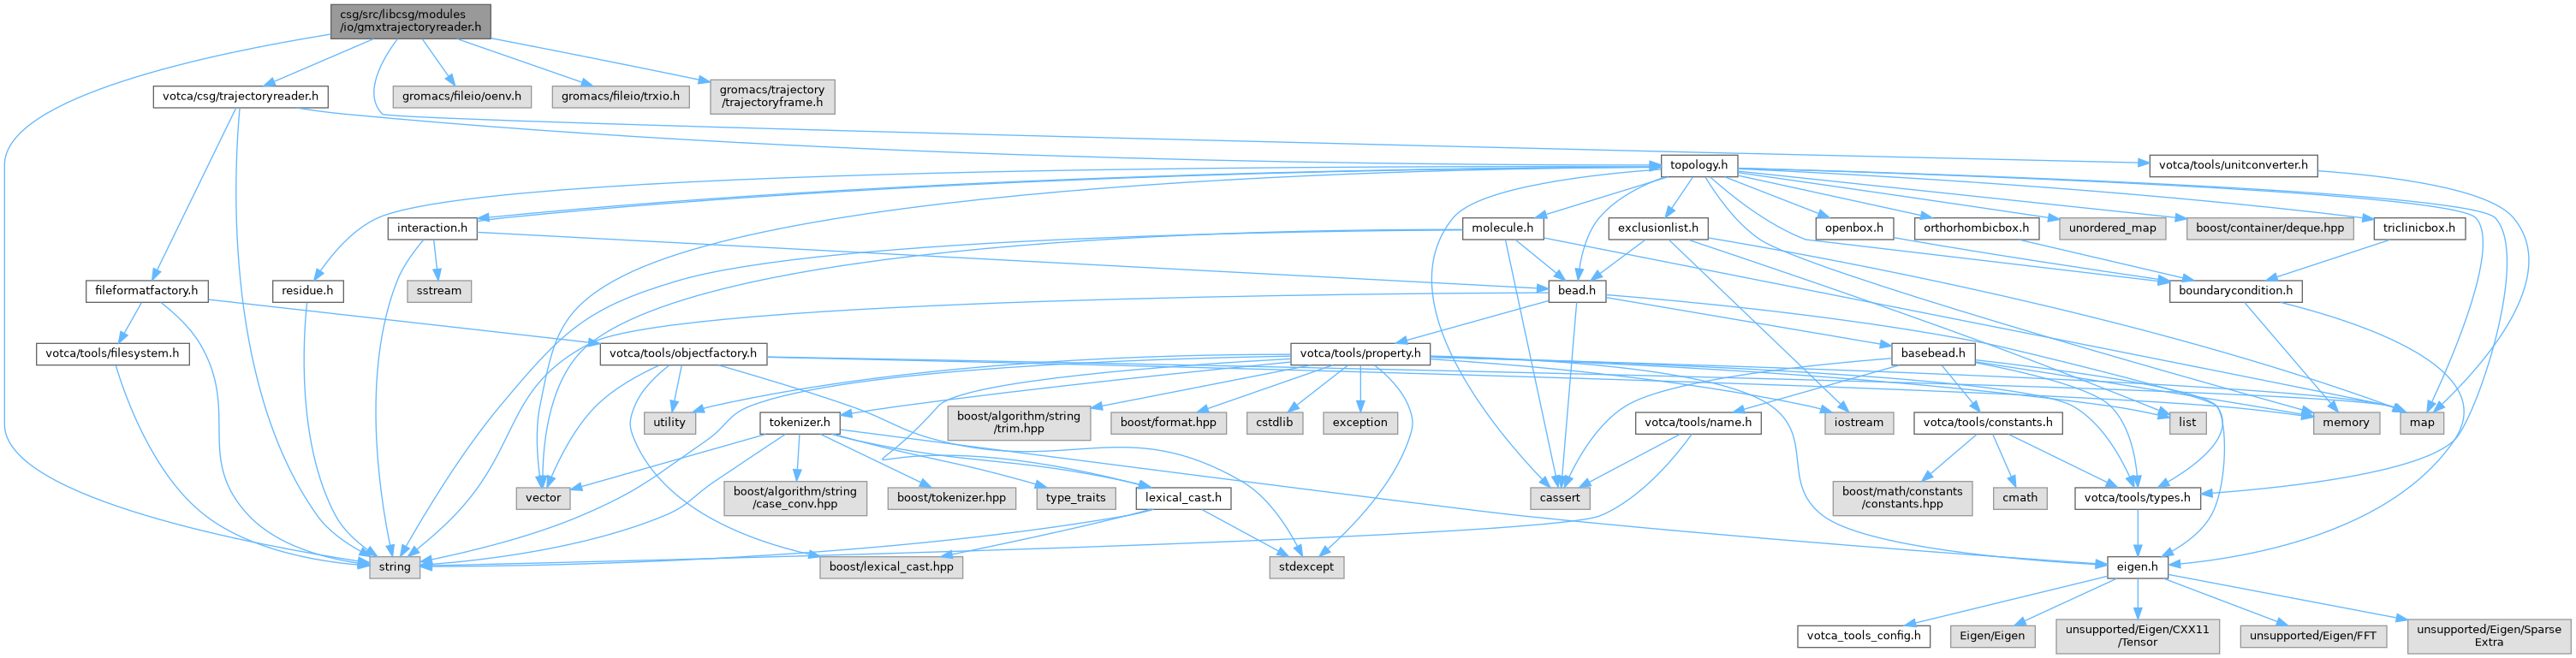 csg/src/libcsg/modules
/io/gmxtrajectoryreader.h
votca/csg/trajectoryreader.h
gromacs/fileio/oenv.h
gromacs/fileio/trxio.h
gromacs/trajectory
/trajectoryframe.h
topology.h
votca/tools/unitconverter.h
interaction.h
molecule.h
exclusionlist.h
openbox.h
orthorhombicbox.h
unordered_map
boost/container/deque.hpp
triclinicbox.h
fileformatfactory.h
residue.h
sstream
bead.h
boundarycondition.h
votca/tools/filesystem.h
votca/tools/objectfactory.h
votca/tools/property.h
basebead.h
utility
tokenizer.h
boost/algorithm/string
/trim.hpp
boost/format.hpp
cstdlib
exception
votca/tools/name.h
iostream
votca/tools/constants.h
list
memory
map
vector
boost/algorithm/string
/case_conv.hpp
boost/tokenizer.hpp
type_traits
lexical_cast.h
cassert
boost/math/constants
/constants.hpp
cmath
votca/tools/types.h
string
boost/lexical_cast.hpp
stdexcept
eigen.h
votca_tools_config.h
Eigen/Eigen
unsupported/Eigen/CXX11
/Tensor
unsupported/Eigen/FFT
unsupported/Eigen/Sparse
Extra